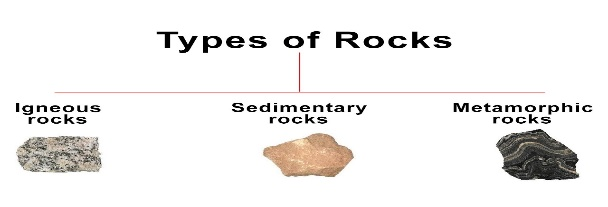 Types of Rocks
Igneous
rocks
Sedimentary
rocks
Metamorphic
rocks